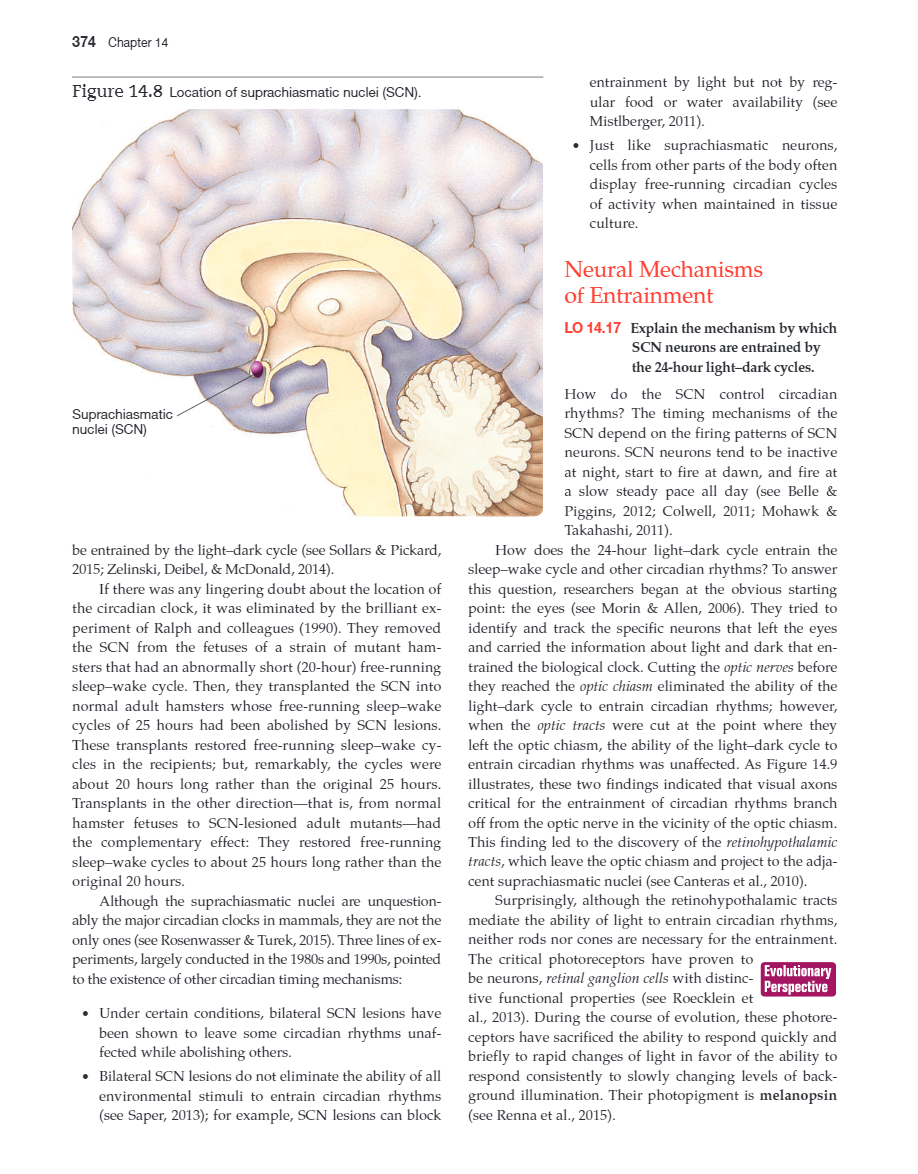 374 Chapter 14
Figure 14.8 Location of suprachiasmatic nuclei (SCN).
Suprachiasmatic
nuclei (SCN)
be entrained by the light–dark cycle (see Sollars & Pickard,
2015; Zelinski, Deibel, & McDonald, 2014).
If there was any lingering doubt about the location of
the circadian clock, it was eliminated by the brilliant ex-
periment of Ralph and colleagues (1990). They removed
the SCN from the fetuses of a strain of mutant ham-
sters that had an abnormally short (20-hour) free-running
sleep–wake cycle. Then, they transplanted the SCN into
normal adult hamsters whose free-running sleep–wake
cycles of 25 hours had been abolished by SCN lesions.
These transplants restored free-running sleep–wake cy-
cles in the recipients; but, remarkably, the cycles were
about 20 hours long rather than the original 25 hours.
Transplants in the other direction—that is, from normal
hamster fetuses to SCN-lesioned adult mutants—had
the complementary effect: They restored free-running
sleep–wake cycles to about 25 hours long rather than the
original 20 hours.
Although the suprachiasmatic nuclei are unquestion-
ably the major circadian clocks in mammals, they are not the
only ones (see Rosenwasser & Turek, 2015). Three lines of ex-
periments, largely conducted in the 1980s and 1990s, pointed
to the existence of other circadian timing mechanisms:
• Under certain conditions, bilateral SCN lesions have
been shown to leave some circadian rhythms unaf-
fected while abolishing others.
• Bilateral SCN lesions do not eliminate the ability of all
environmental stimuli to entrain circadian rhythms
(see Saper, 2013); for example, SCN lesions can block
entrainment by light but not by reg-
ular food or water availability (see
Mistlberger, 2011).
• Just like suprachiasmatic neurons,
cells from other parts of the body often
display free-running circadian cycles
of activity when maintained in tissue
culture.
Neural Mechanisms
of Entrainment
LO 14.17 Explain the mechanism by which
SCN neurons are entrained by
the 24-hour light–dark cycles.
How do the SCN control circadian
rhythms? The timing mechanisms of the
SCN depend on the firing patterns of SCN
neurons. SCN neurons tend to be inactive
at night, start to fire at dawn, and fire at
a slow steady pace all day (see Belle &
Piggins, 2012; Colwell, 2011; Mohawk &
Takahashi, 2011).
How does the 24-hour light–dark cycle entrain the
sleep–wake cycle and other circadian rhythms? To answer
this question, researchers began at the obvious starting
point: the eyes (see Morin & Allen, 2006). They tried to
identify and track the specific neurons that left the eyes
and carried the information about light and dark that en-
trained the biological clock. Cutting the optic nerves before
they reached the optic chiasm eliminated the ability of the
light–dark cycle to entrain circadian rhythms; however,
when the optic tracts were cut at the point where they
left the optic chiasm, the ability of the light–dark cycle to
entrain circadian rhythms was unaffected. As Figure 14.9
illustrates, these two findings indicated that visual axons
critical for the entrainment of circadian rhythms branch
off from the optic nerve in the vicinity of the optic chiasm.
This finding led to the discovery of the retinohypothalamic
tracts, which leave the optic chiasm and project to the adja-
cent suprachiasmatic nuclei (see Canteras et al., 2010).
Surprisingly, although the retinohypothalamic tracts
mediate the ability of light to entrain circadian rhythms,
neither rods nor cones are necessary for the entrainment.
The critical photoreceptors have proven to
be neurons, retinal ganglion cells with distinc-
tive functional properties (see Roecklein et
Evolutionary
Perspective
al., 2013). During the course of evolution, these photore-
ceptors have sacrificed the ability to respond quickly and
briefly to rapid changes of light in favor of the ability to
respond consistently to slowly changing levels of back-
ground illumination. Their photopigment is melanopsin
(see Renna et al., 2015).